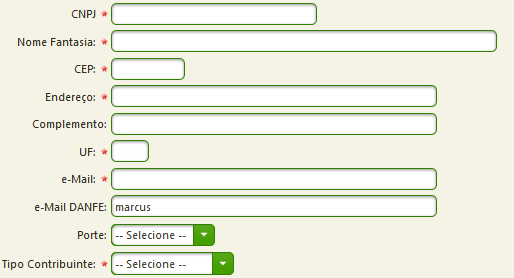 CNPJ *
Nome Fantasia: *
CEP: *
Endereço: *
Complemento:
UF: *
e-Mail: *
e-Mail DANFE: marcus
Porte: -- Selecione --
Tipo Contribuinte: * -- Selecione --